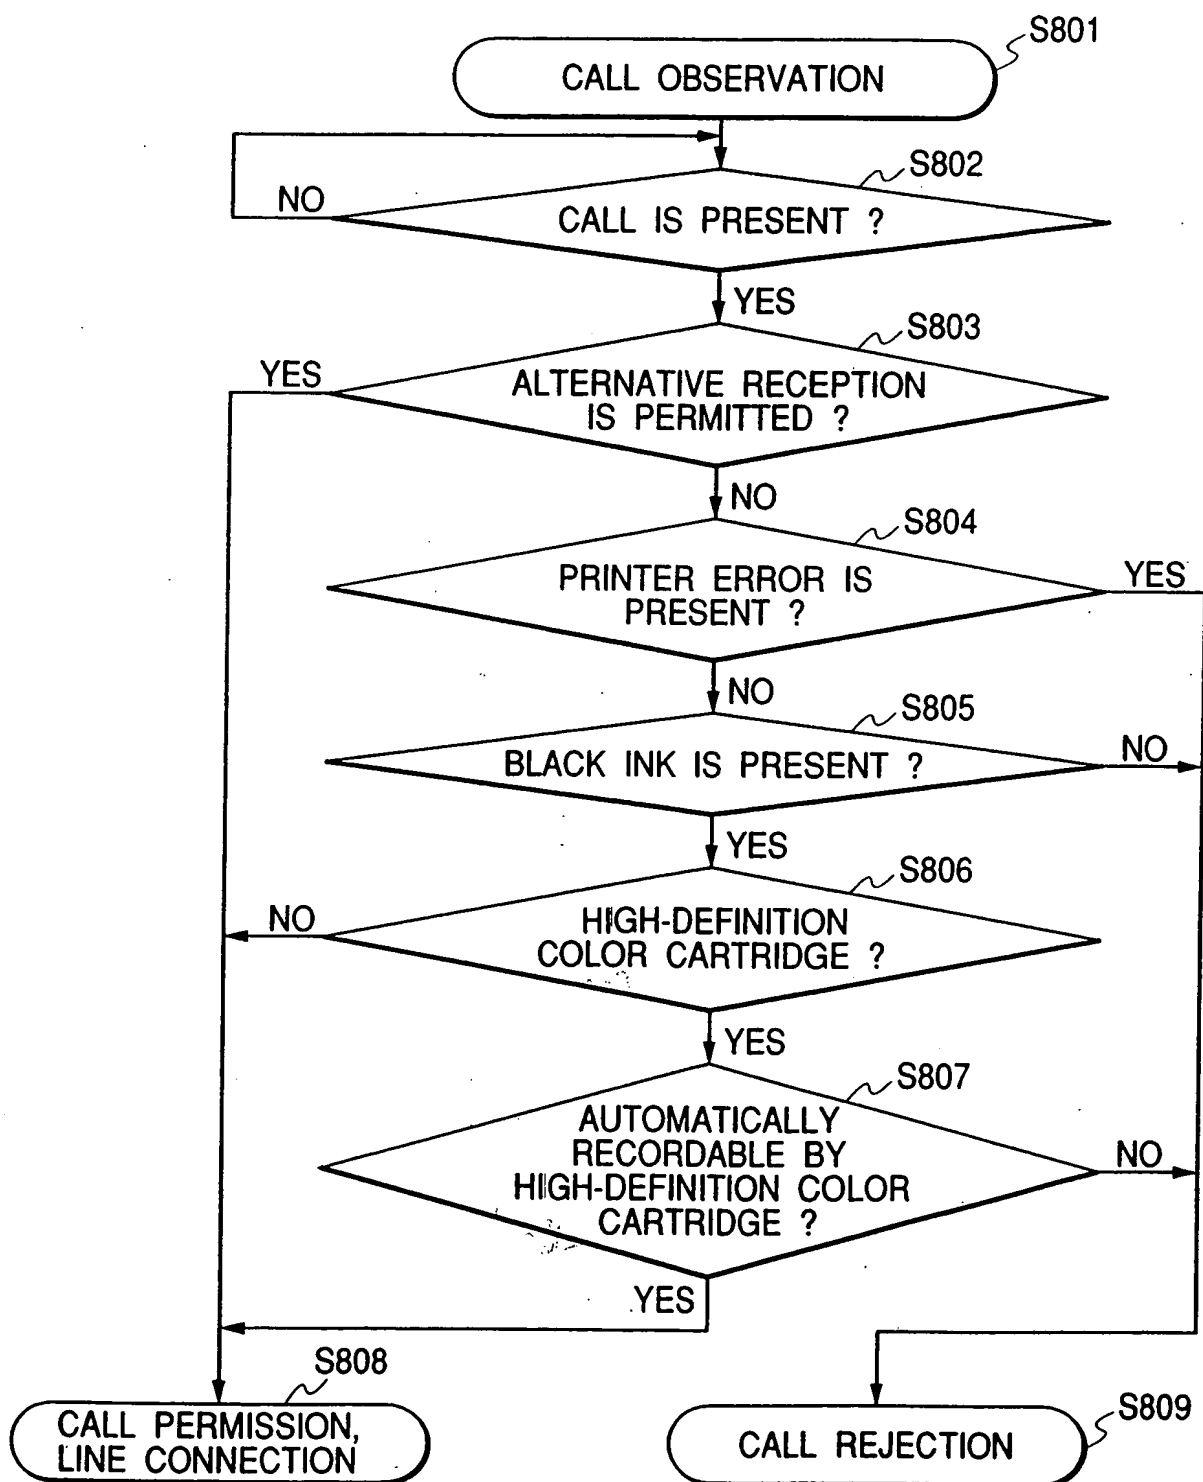 S801
CALL OBSERVATION
S802
NO
CALL IS PRESENT ?
YES
S803
YES
ALTERNATIVE RECEPTION
IS PERMITTED ?
NO
S804
PRINTER ERROR IS
PRESENT ?
YES
NO
S805
BLACK INK IS PRESENT ?
NO
YES
S806
NO
HIGH-DEFINITION
COLOR CARTRIDGE ?
YES
S807
AUTOMATICALLY
RECORDABLE BY
HIGH-DEFINITION COLOR
CARTRIDGE ?
NO
YES
S808
CALL PERMISSION,
LINE CONNECTION
S809
CALL REJECTION